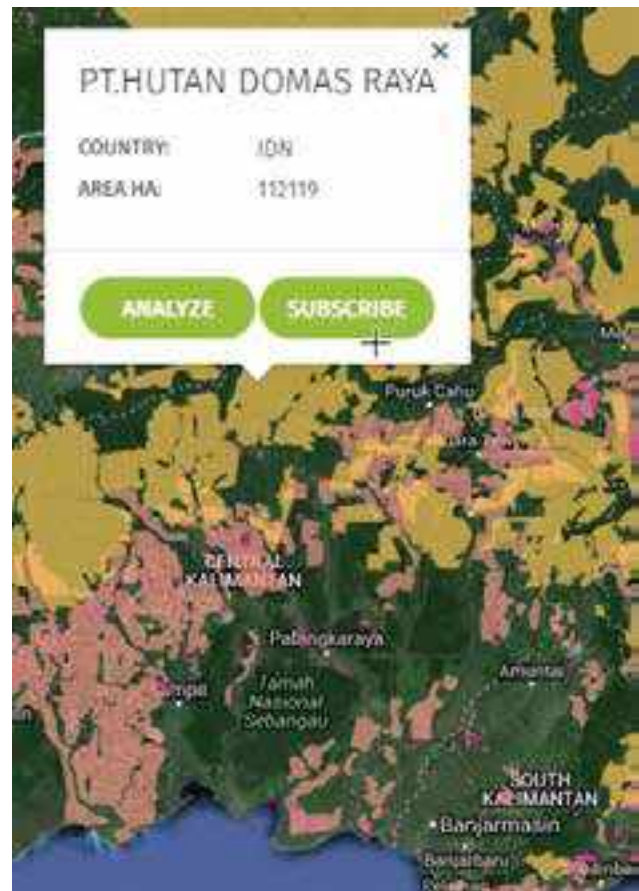 PT.HUTAN DOMAS RAYA
×
COUNTRY: IDN
AREA HA: 112119
ANALYZE
SUBSCRIBE
Puruk Cahu
CENTRAL
KALIMANTAN
Palangkaraya
Taman
Nasional
Sebangau
Amuntai
SOUTH
KALIMANTAN
Banjarmasin
Banjarbaru